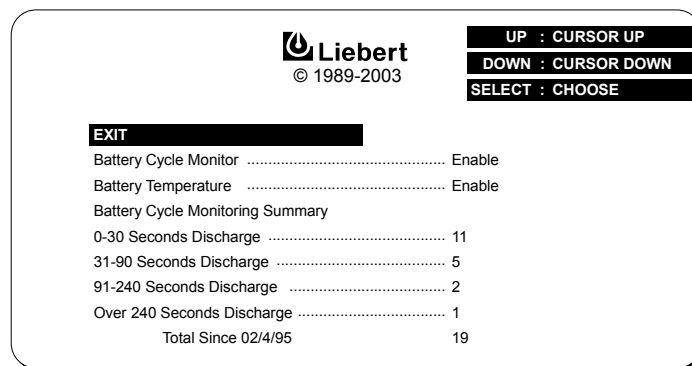 Liebert
© 1989-2003
UP : CURSOR UP
DOWN : CURSOR DOWN
SELECT : CHOOSE
EXIT
Battery Cycle Monitor ............................................... Enable
Battery Temperature ............................................... Enable
Battery Cycle Monitoring Summary
0-30 Seconds Discharge .......................................... 11
31-90 Seconds Discharge ........................................ 5
91-240 Seconds Discharge ..................................... 2
Over 240 Seconds Discharge ................................... 1
Total Since 02/4/95 19